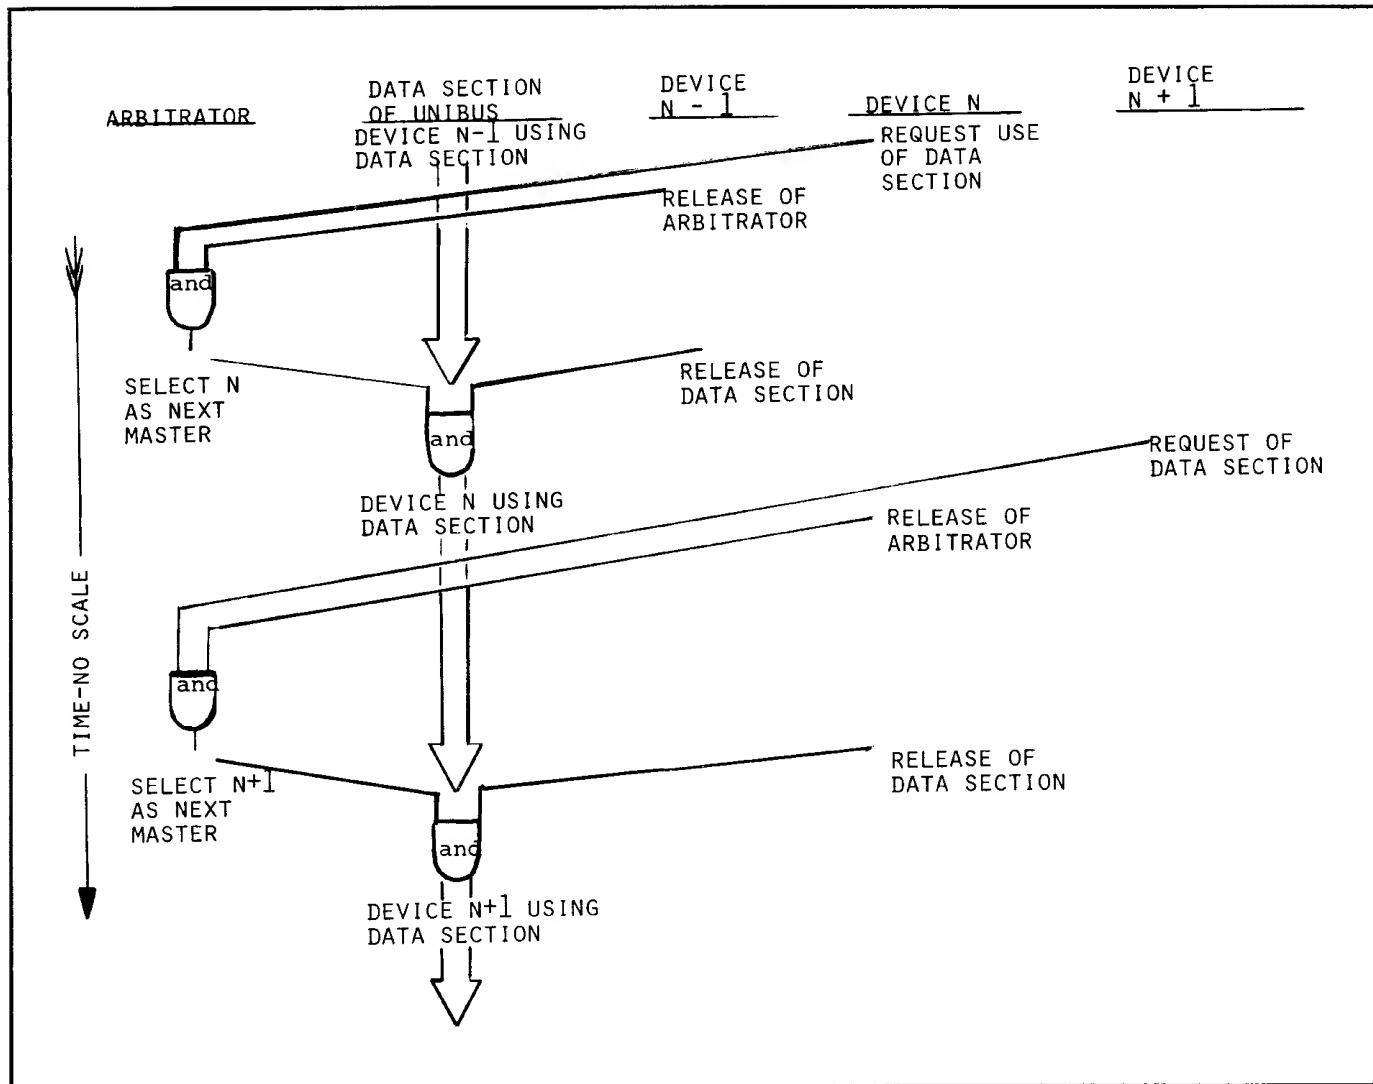 ARBITRATOR
DATA SECTION
OF UNIBUS
DEVICE
N - 1
DEVICE N
DEVICE
N + 1
DEVICE N-1 USING
DATA SECTION
REQUEST USE
OF DATA
SECTION
RELEASE OF
ARBITRATOR
and
SELECT N
AS NEXT
MASTER
RELEASE OF
DATA SECTION
and
REQUEST OF
DATA SECTION
DEVICE N USING
DATA SECTION
RELEASE OF
ARBITRATOR
TIME-NO SCALE
and
SELECT N+1
AS NEXT
MASTER
RELEASE OF
DATA SECTION
and
DEVICE N+1 USING
DATA SECTION